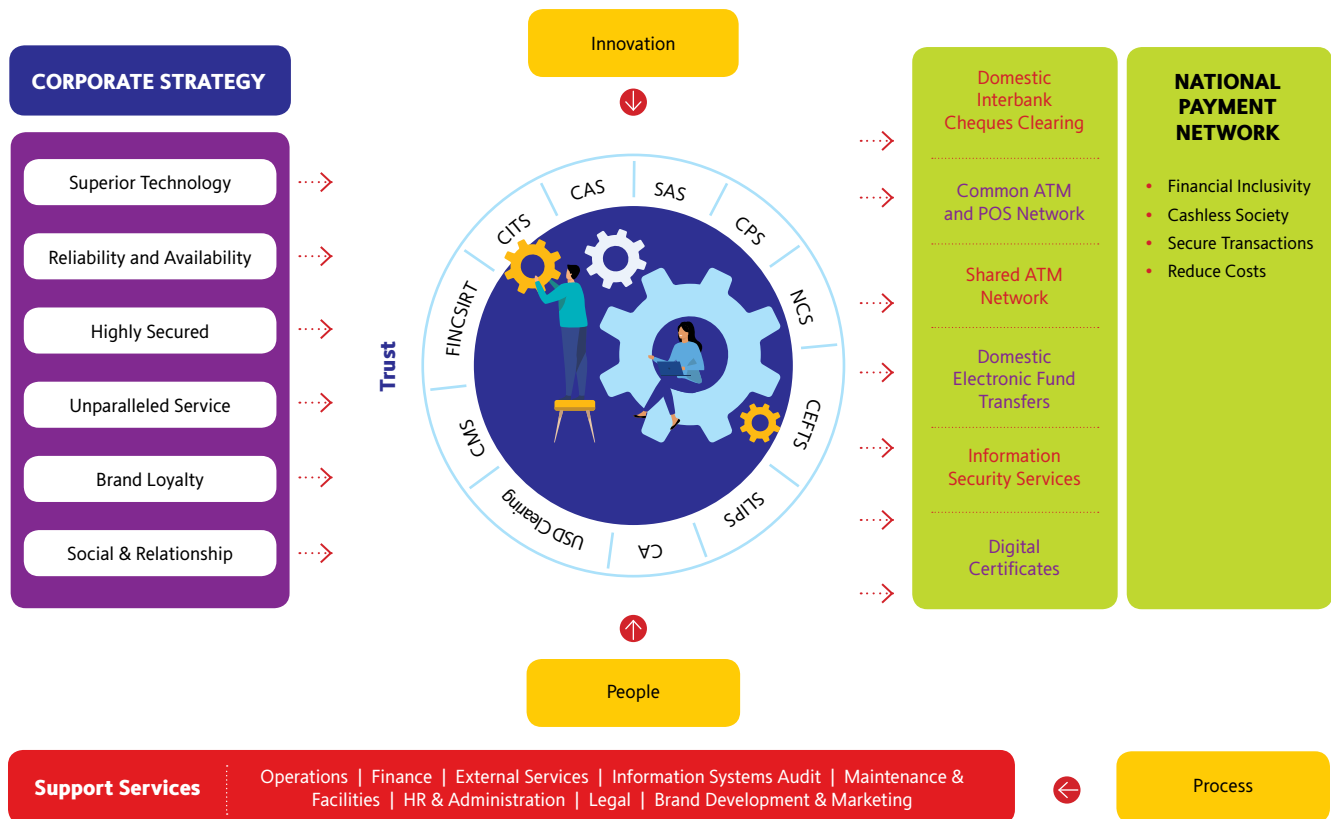 Innovation
CORPORATE STRATEGY
Superior Technology
Reliability and Availability
Highly Secured
Unparalleled Service
Brand Loyalty
Social & Relationship
Trust
CAS
SAS
CPS
NCS
CEFTS
SLIPS
CA
USD Clearing
CMS
FINCSIRT
CITS
People
Domestic
Interbank
Cheques Clearing
Common ATM
and POS Network
Shared ATM
Network
Domestic
Electronic Fund
Transfers
Information
Security Services
Digital
Certificates
NATIONAL
PAYMENT
NETWORK
• Financial Inclusivity
• Cashless Society
• Secure Transactions
• Reduce Costs
Support Services
Operations | Finance | External Services | Information Systems Audit | Maintenance &
Facilities | HR & Administration | Legal | Brand Development & Marketing
Process